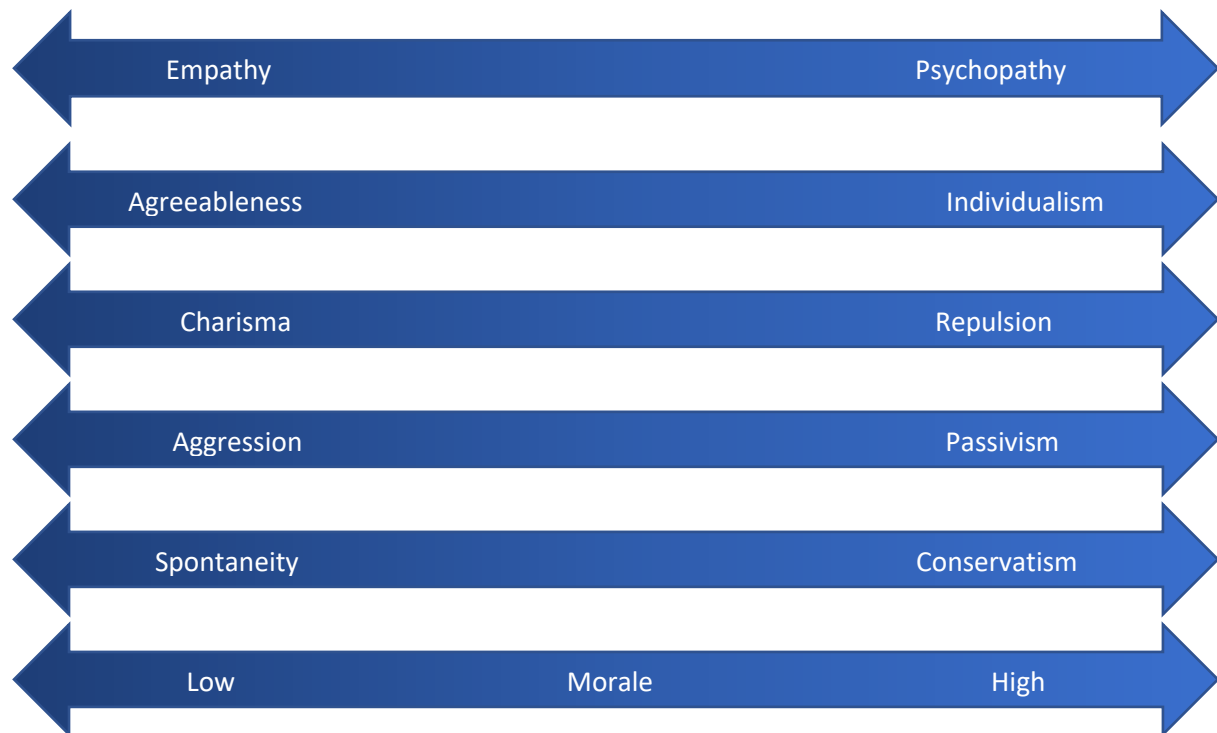 Empathy Psychopathy
Agreeableness Individualism
Charisma Repulsion
Aggression Passivism
Spontaneity Conservatism
Low Morale High